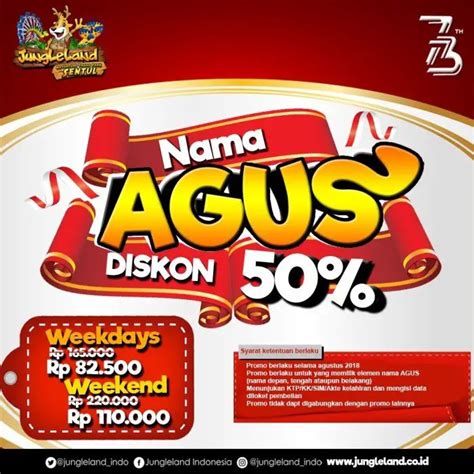 JUNGLELAND
SENTUL
73TH
Nama
AGUS
DISKON 50%
Weekdays
Rp 165.000
Rp 82.500
Weekend
Rp 220.000
Rp 110.000
Syarat ketentuan berlaku
Promo berlaku selama agustus 2018
Promo berlaku untuk yang memilik elemen nama AGUS
(nama depan, tengah ataupun belakang)
Menunjukan KTP/KK/SIM/Akte kelahiran dan mengisi data
ditoket pembelian
Promo tidak dapt digabungkan dengan promo lainnya
@jungleland_indo
Jungleland Indonesia
@jungleland_indo
www.jungleland.co.id